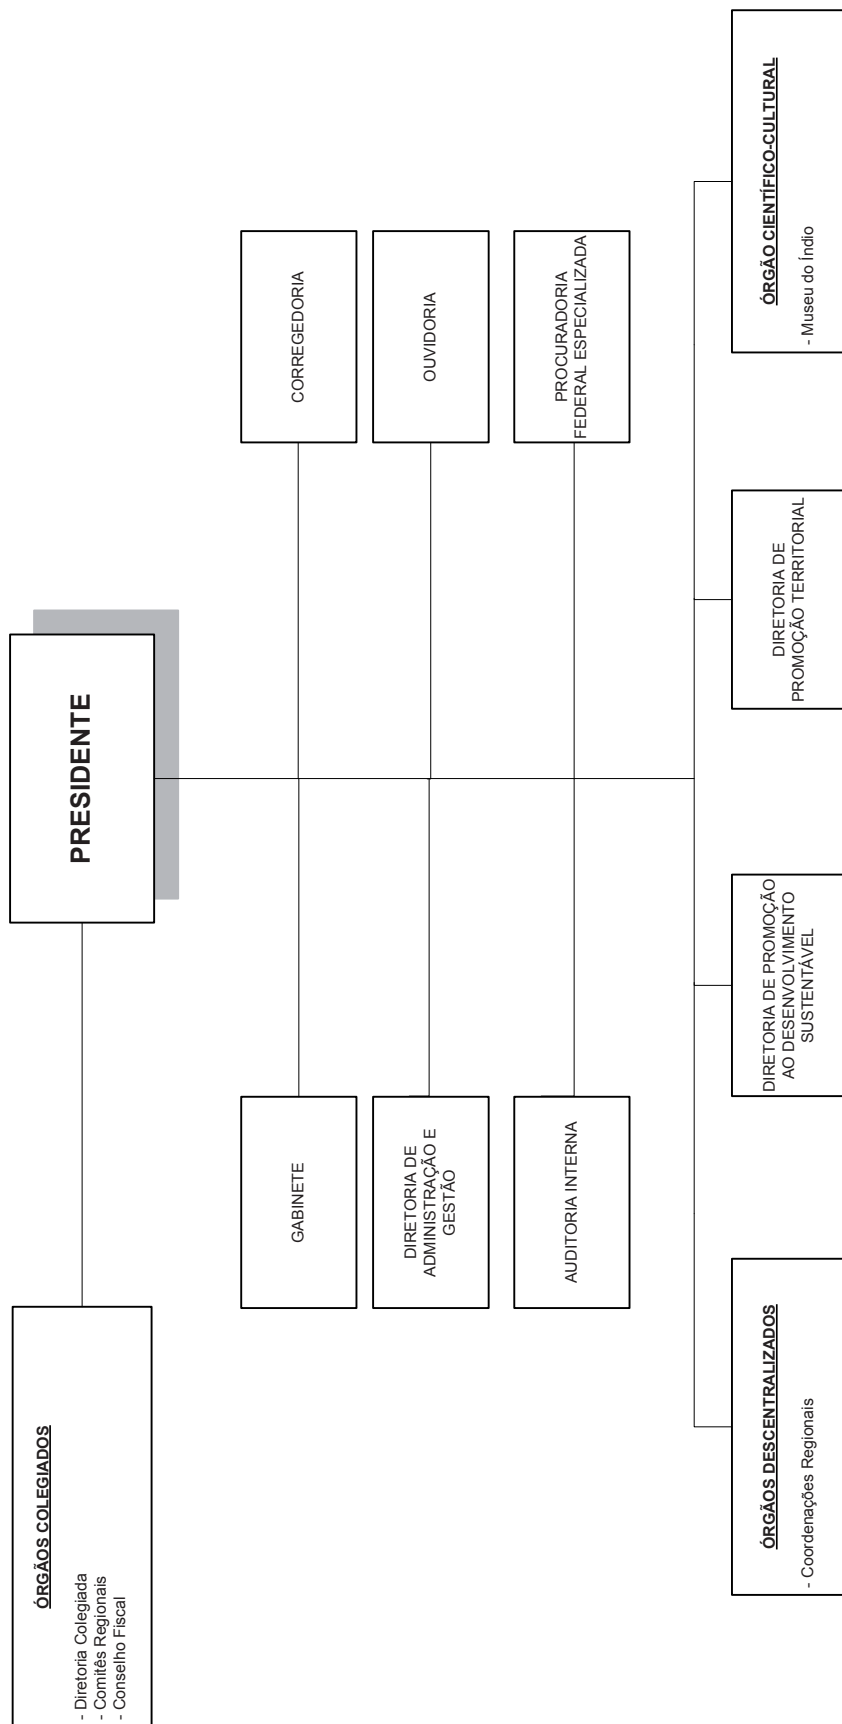 ÓRGÃOS COLEGIADOS
- Diretoria Colegiada
- Comitês Regionais
- Conselho Fiscal
PRESIDENTE
GABINETE
CORREGEDORIA
DIRETORIA DE
ADMINISTRAÇÃO E
GESTÃO
OUVIDORIA
AUDITORIA INTERNA
PROCURADORIA
FEDERAL ESPECIALIZADA
ÓRGÃOS DESCENTRALIZADOS
- Coordenações Regionais
DIRETORIA DE PROMOÇÃO
AO DESENVOLVIMENTO
SUSTENTÁVEL
DIRETORIA DE
PROMOÇÃO TERRITORIAL
ÓRGÃO CIENTÍFICO-CULTURAL
- Museu do Índio